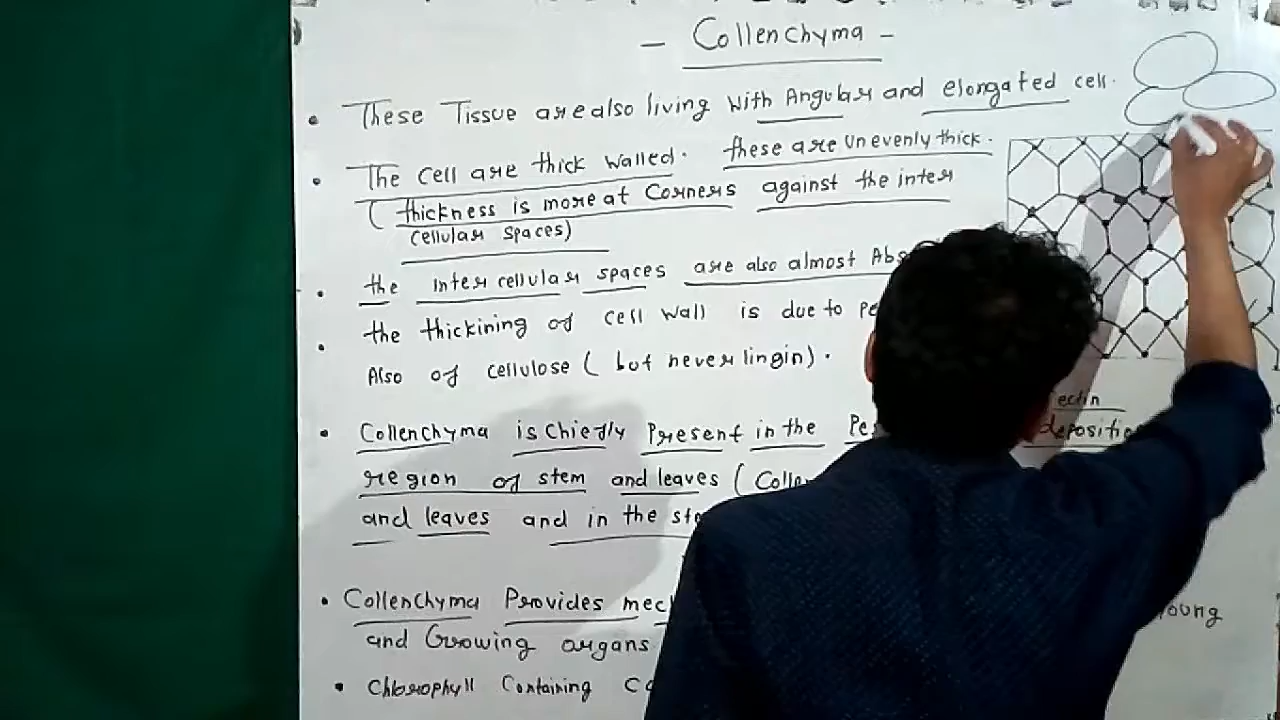 - Collenchyma -
• These Tissue are also living with Angular and elongated cell.
• The cell are thick walled. these are unevenly thick.
( thickness is more at corners against the inter
cellular spaces)
• the inter cellular spaces are also almost Abs
• the thickining of cell wall is due to pe
Also of cellulose ( but never lingin).
ectin
depositi
• Collenchyma is chiefly present in the Pe
region of stem and leaves ( Colle
and leaves and in the ste
• Collenchyma Provides mec young
and Growing organs
• Chlorophyll Containing Co